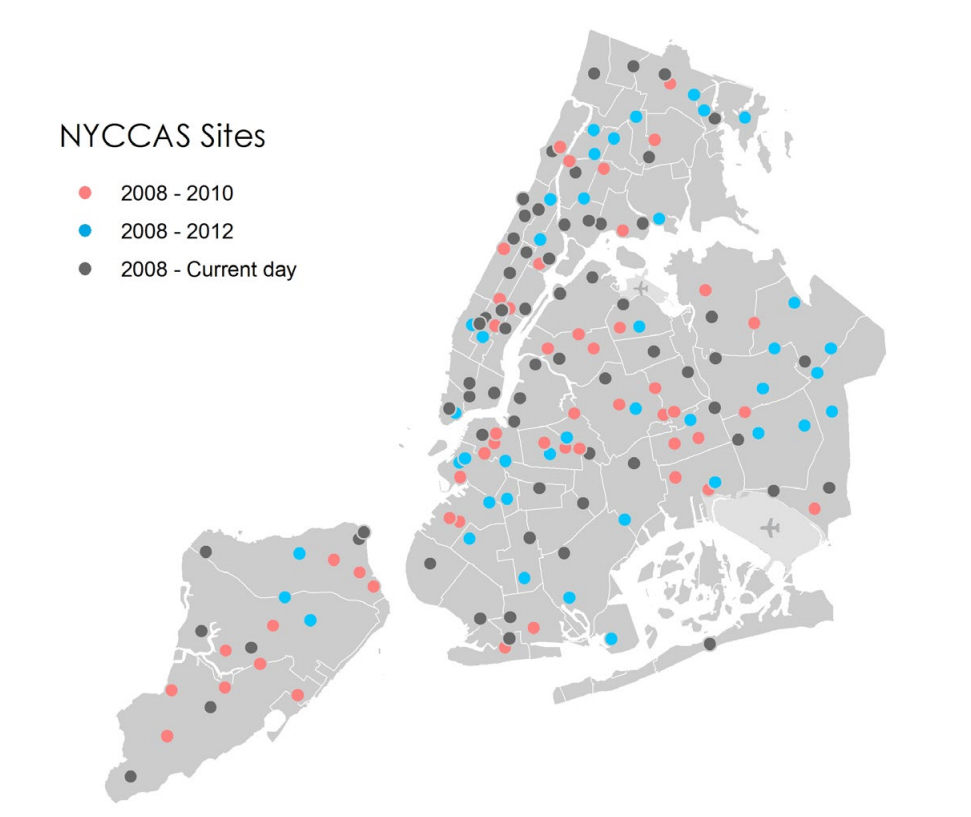 NYCCAS Sites
2008 - 2010
2008 - 2012
2008 - Current day